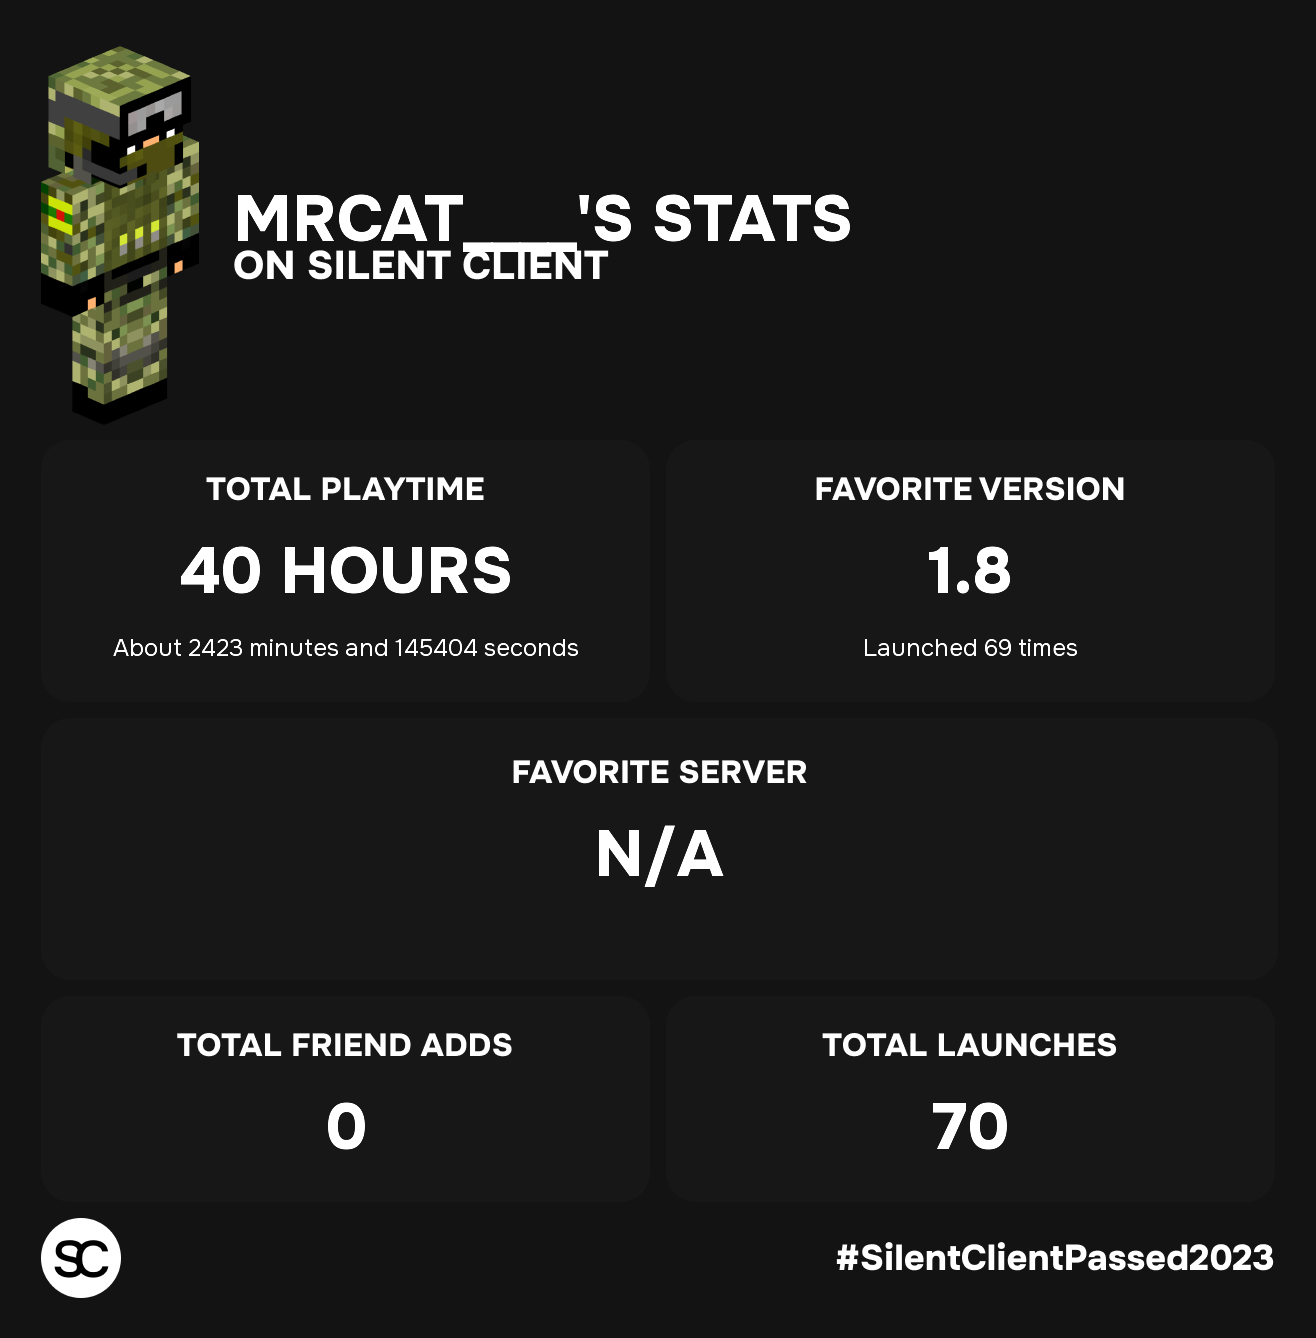 MRCAT___'S STATS
ON SILENT CLIENT
TOTAL PLAYTIME
40 HOURS
About 2423 minutes and 145404 seconds
FAVORITE VERSION
1.8
Launched 69 times
FAVORITE SERVER
N/A
TOTAL FRIEND ADDS
0
TOTAL LAUNCHES
70
SC
#SilentClientPassed2023